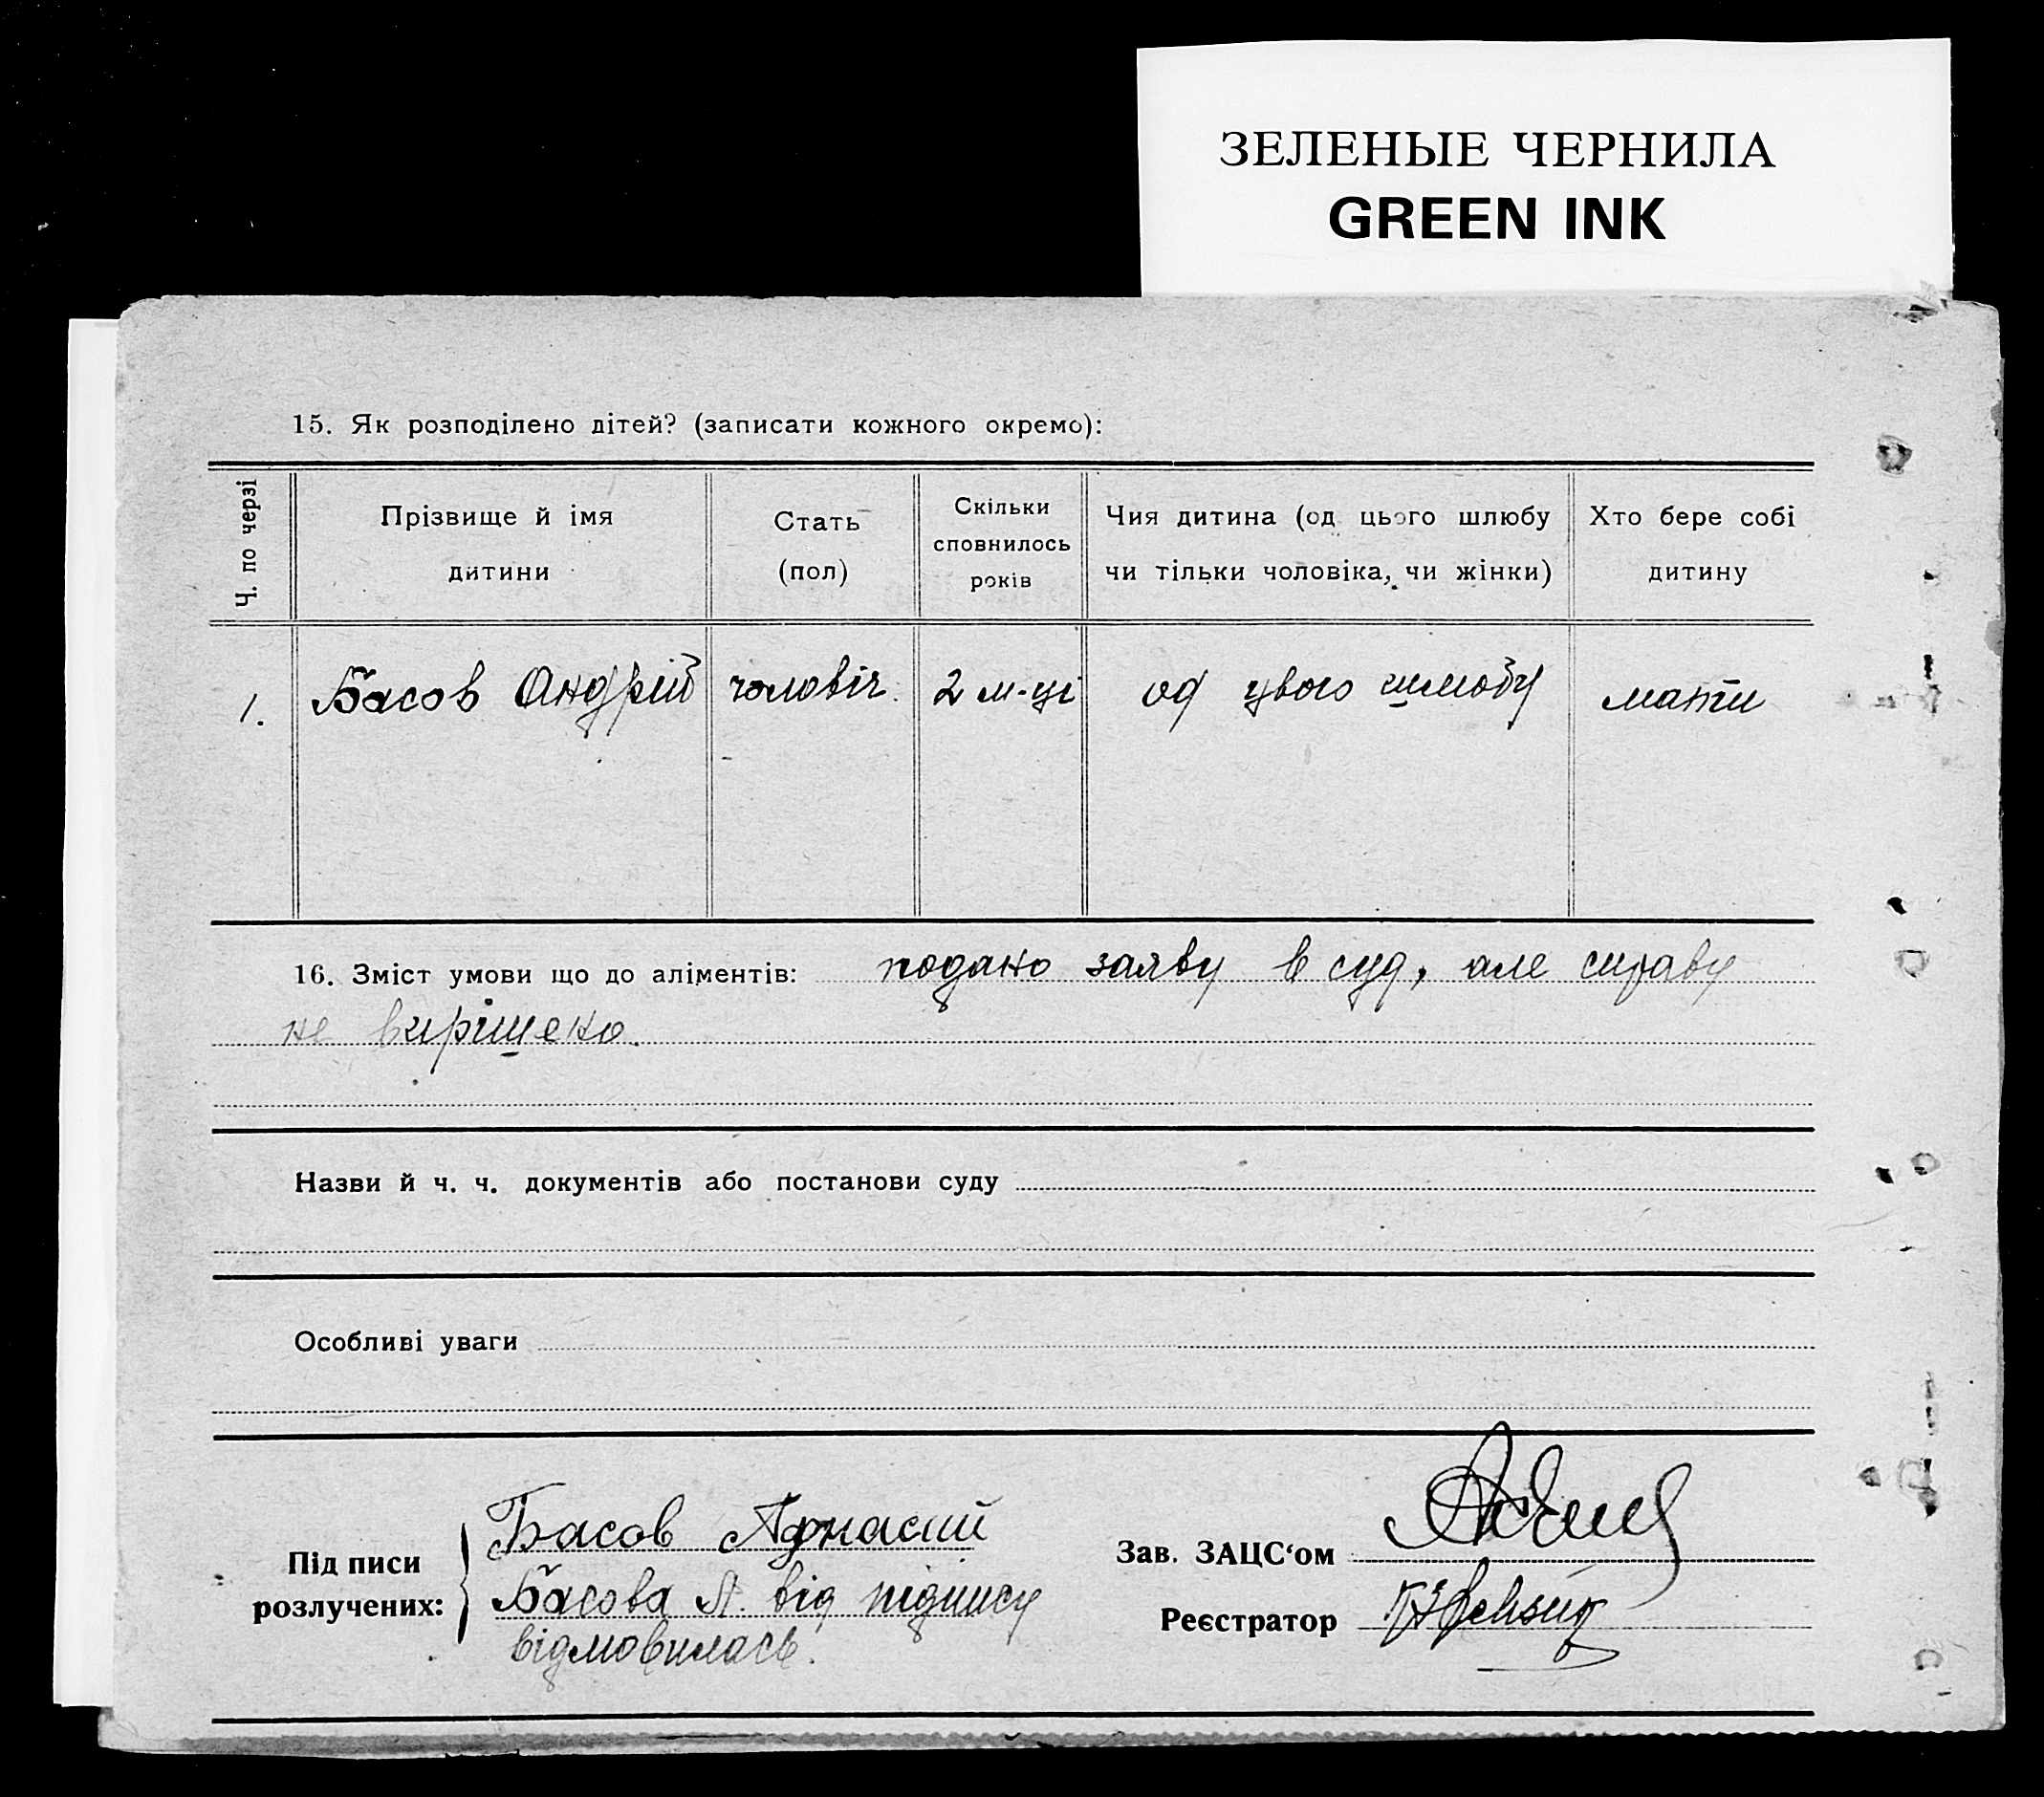 ЗЕЛЕНЫЕ ЧЕРНИЛА
GREEN INK
15. Як розподілено дітей? (записати кожного окремо):
Ч. по черзі
Прізвище й імя
дитини
Стать
(пол)
Скільки
сповнилось
років
Чия дитина (од цього шлюбу
чи тільки чоловіка, чи жінки)
Хто бере собі
дитину
1. Басов Андрій чоловіч. 2 м-ці од цього шлюбу мати
16. Зміст умови що до аліментів: подано заяву в суд, але справу
не вирішено.
Назви й ч. ч. документів або постанови суду
Особливі уваги
Під писи
розлучених:
Басов
Басова А. від підпису
відмовилась.
Зав. ЗАЦС‘ом
Реєстратор